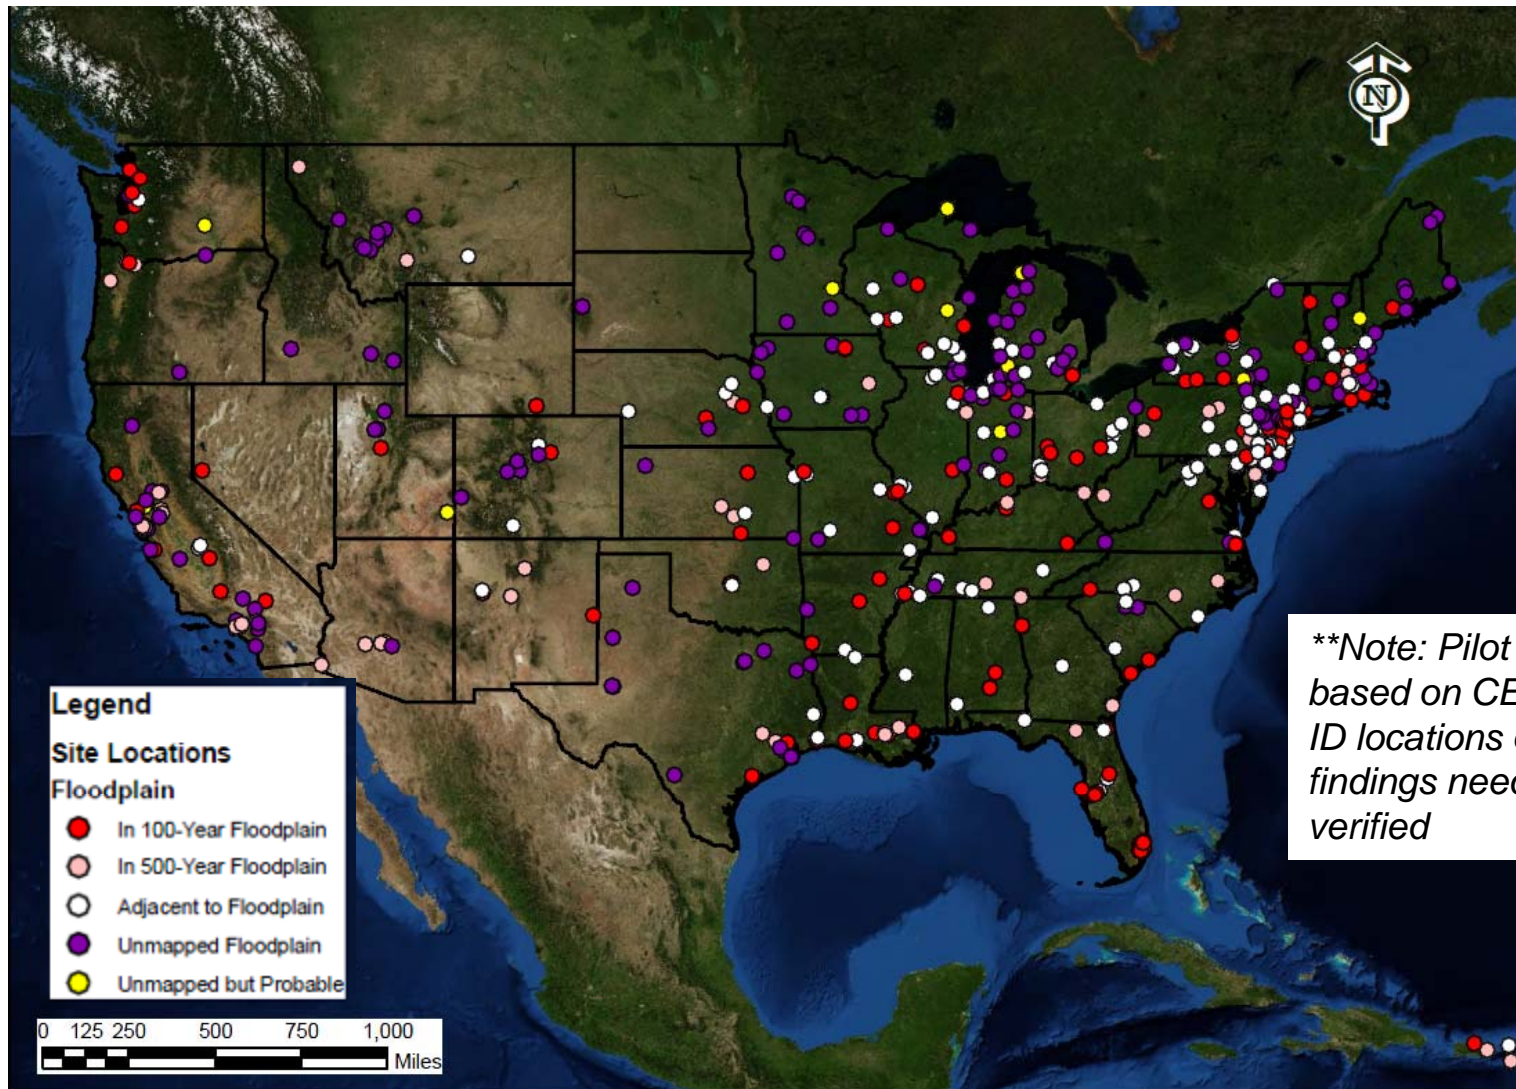 N
**Note: Pilot
based on CE
ID locations
findings need
verified
Legend
Site Locations
Floodplain
In 100-Year Floodplain
In 500-Year Floodplain
Adjacent to Floodplain
Unmapped Floodplain
Unmapped but Probable
0 125 250 500 750 1,000
Miles